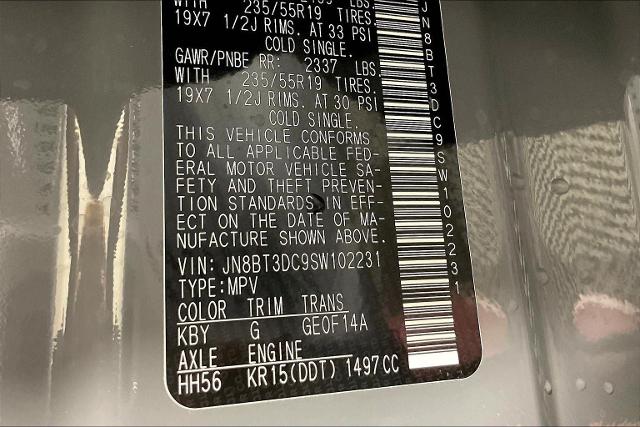 WITH 235/55R19 TIRES.
19X7 1/2J RIMS. AT 33 PSI
COLD SINGLE.
GAWR/PNBE RR: 2337 LBS.
WITH 235/55R19 TIRES.
19X7 1/2J RIMS. AT 30 PSI
COLD SINGLE.
THIS VEHICLE CONFORMS
TO ALL APPLICABLE FED-
ERAL MOTOR VEHICLE SA-
FETY AND THEFT PREVEN-
TION STANDARDS IN EFF-
ECT ON THE DATE OF MA-
NUFACTURE SHOWN ABOVE.
VIN: JN8BT3DC9SW102231
TYPE: MPV
COLOR TRIM TRANS
KBY G GE0F14A
AXLE ENGINE
HH56 KR15(DDT) 1497CC
JN8BT3DC9SW102231